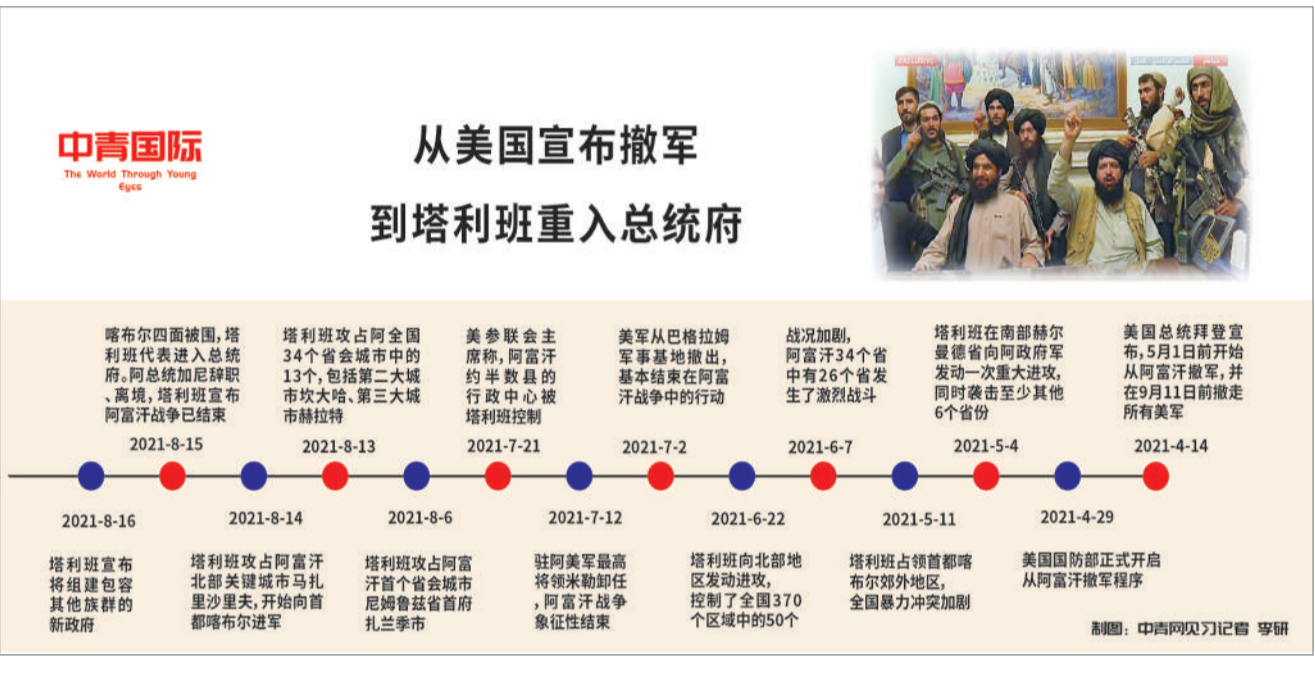 中青国际
The World Through Young
Eyes
从美国宣布撤军
到塔利班重入总统府
EXCLUSIVE
喀布尔四面被围,塔
利班代表进入总统
府。阿总统加尼辞职
、离境,塔利班宣布
阿富汗战争已结束
2021-8-15
塔利班攻占阿全国
34个省会城市中的
13个,包括第二大城
市坎大哈、第三大城
市赫拉特
2021-8-13
美参联会主
席称,阿富汗
约半数县的
行政中心被
塔利班控制
2021-7-21
美军从巴格拉姆
军事基地撤出,
基本结束在阿富
汗战争中的行动
2021-7-2
战况加剧,
阿富汗34个省
中有26个省发
生了激烈战斗
2021-6-7
塔利班在南部赫尔
曼德省向阿政府军
发动一次重大进攻,
同时袭击至少其他
6个省份
2021-5-4
美国总统拜登宣
布,5月1日前开始
从阿富汗撤军,并
在9月11日前撤走
所有美军
2021-4-14
2021-8-16
塔利班宣布
将组建包容
其他族群的
新政府
2021-8-14
塔利班攻占阿富汗
北部关键城市马扎
里沙里夫,开始向首
都喀布尔进军
2021-8-6
塔利班攻占阿富
汗首个省会城市
尼姆鲁兹省首府
扎兰季市
2021-7-12
驻阿美军最高
将领米勒卸任
,阿富汗战争
象征性结束
2021-6-22
塔利班向北部地
区发动进攻,
控制了全国370
个区域中的50个
2021-5-11
塔利班占领首都喀
布尔郊外地区,
全国暴力冲突加剧
2021-4-29
美国国防部正式开启
从阿富汗撤军程序
制图：中青网见习记者 李研